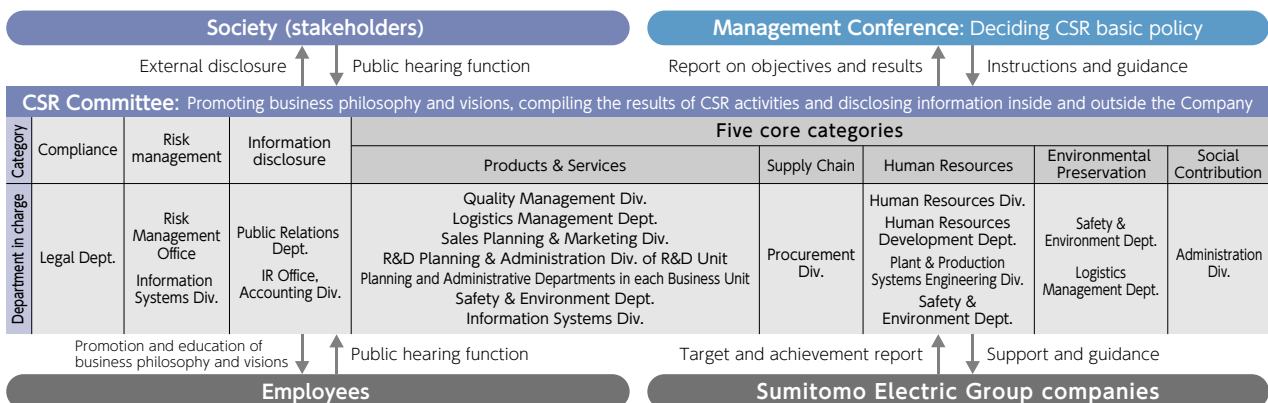 Society (stakeholders)
Management Conference: Deciding CSR basic policy
External disclosure
Public hearing function
Report on objectives and results
Instructions and guidance
CSR Committee: Promoting business philosophy and visions, compiling the results of CSR activities and disclosing information inside and outside the Company
Category
Compliance
Risk
management
Information
disclosure
Five core categories
Products & Services
Supply Chain
Human Resources
Environmental
Preservation
Social
Contribution
Department in charge
Legal Dept.
Risk
Management
Office
Information
Systems Div.
Public Relations
Dept.
IR Office,
Accounting Div.
Quality Management Div.
Logistics Management Dept.
Sales Planning & Marketing Div.
R&D Planning & Administration Div. of R&D Unit
Planning and Administrative Departments in each Business Unit
Safety & Environment Dept.
Information Systems Div.
Procurement
Div.
Human Resources Div.
Human Resources
Development Dept.
Plant & Production
Systems Engineering Div.
Safety &
Environment Dept.
Safety &
Environment Dept.
Logistics
Management Dept.
Administration
Div.
Promotion and education of
business philosophy and visions
Public hearing function
Target and achievement report
Support and guidance
Employees
Sumitomo Electric Group companies